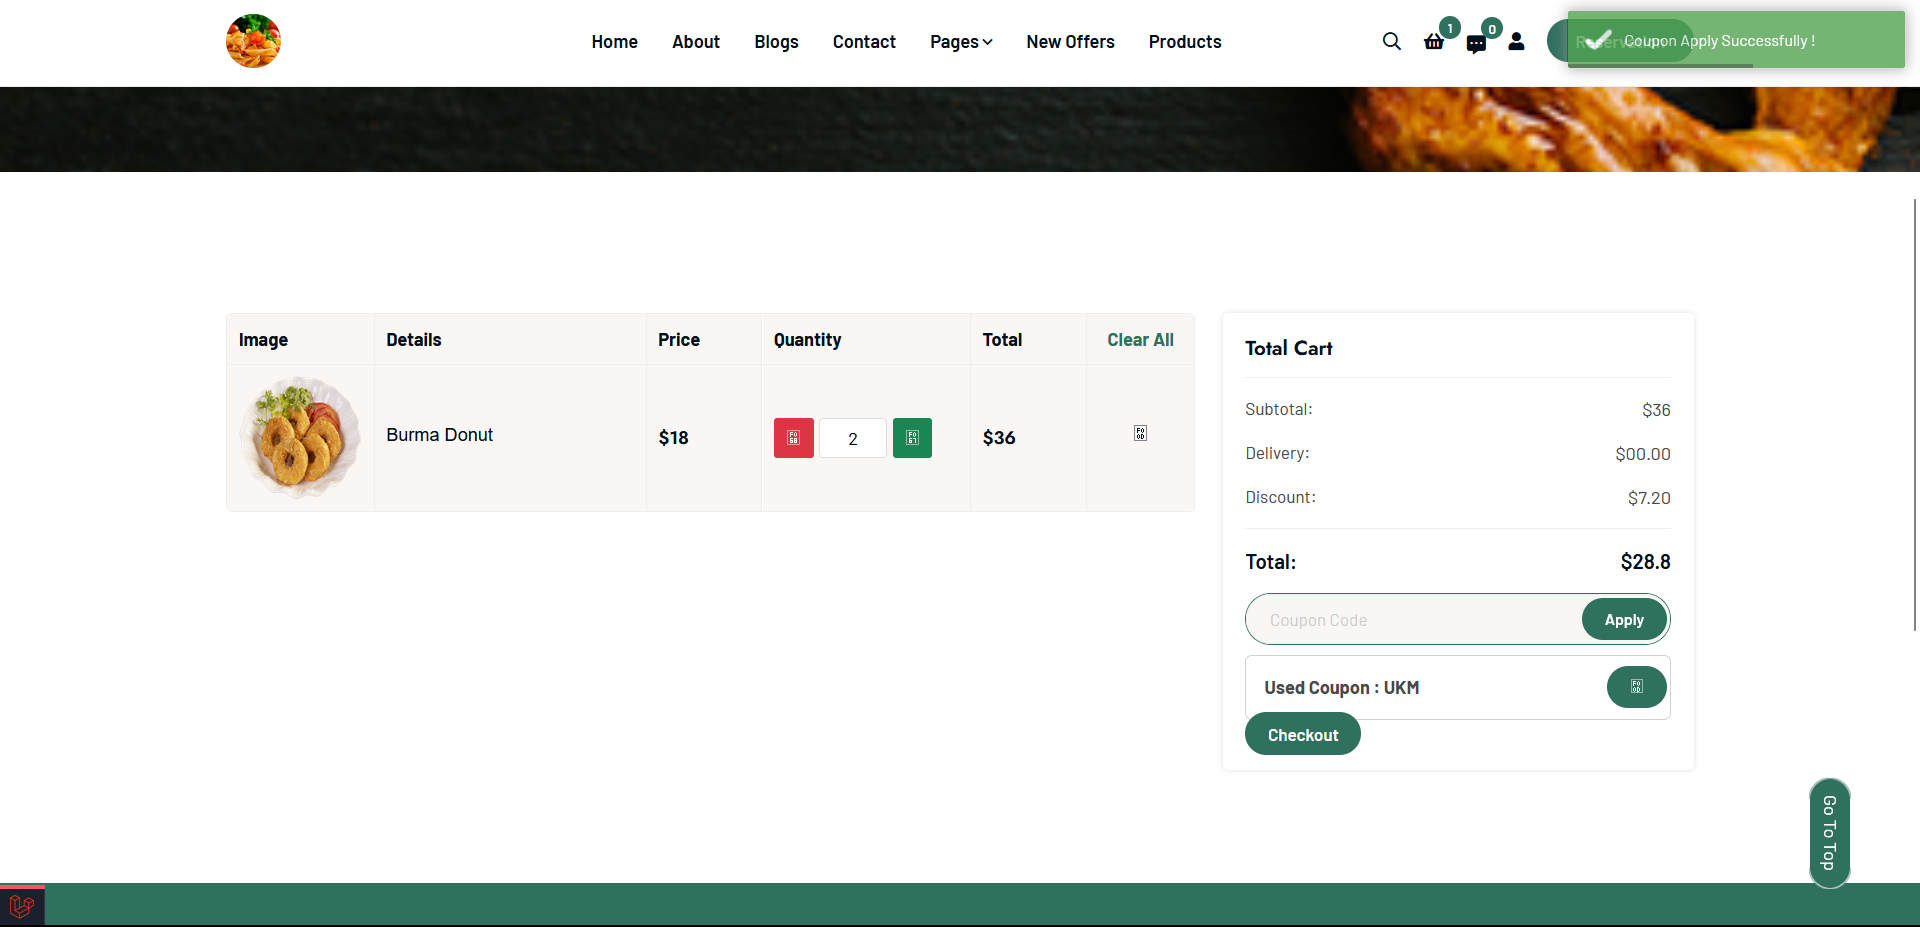 Home About Blogs Contact Pages New Offers Products
1
0
Coupon Apply Successfully !
Image Details Price Quantity Total Clear All
Burma Donut $18 2 $36
Total Cart
Subtotal: $36
Delivery: $00.00
Discount: $7.20
Total: $28.8
Coupon Code Apply
Used Coupon : UKM
Checkout
Go To Top